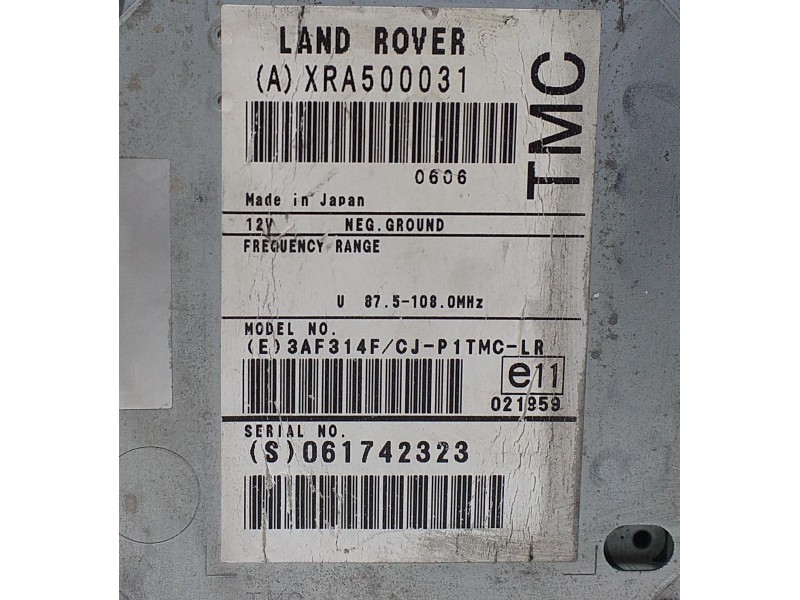 LAND ROVER
(A)XRA500031
TMC
0606
Made in Japan
12V NEG.GROUND
FREQUENCY RANGE
U 87.5-108.0MHz
MODEL NO.
(E)3AF314F/CJ-P1TMC-LR
e11
021959
SERIAL NO.
(S)061742323